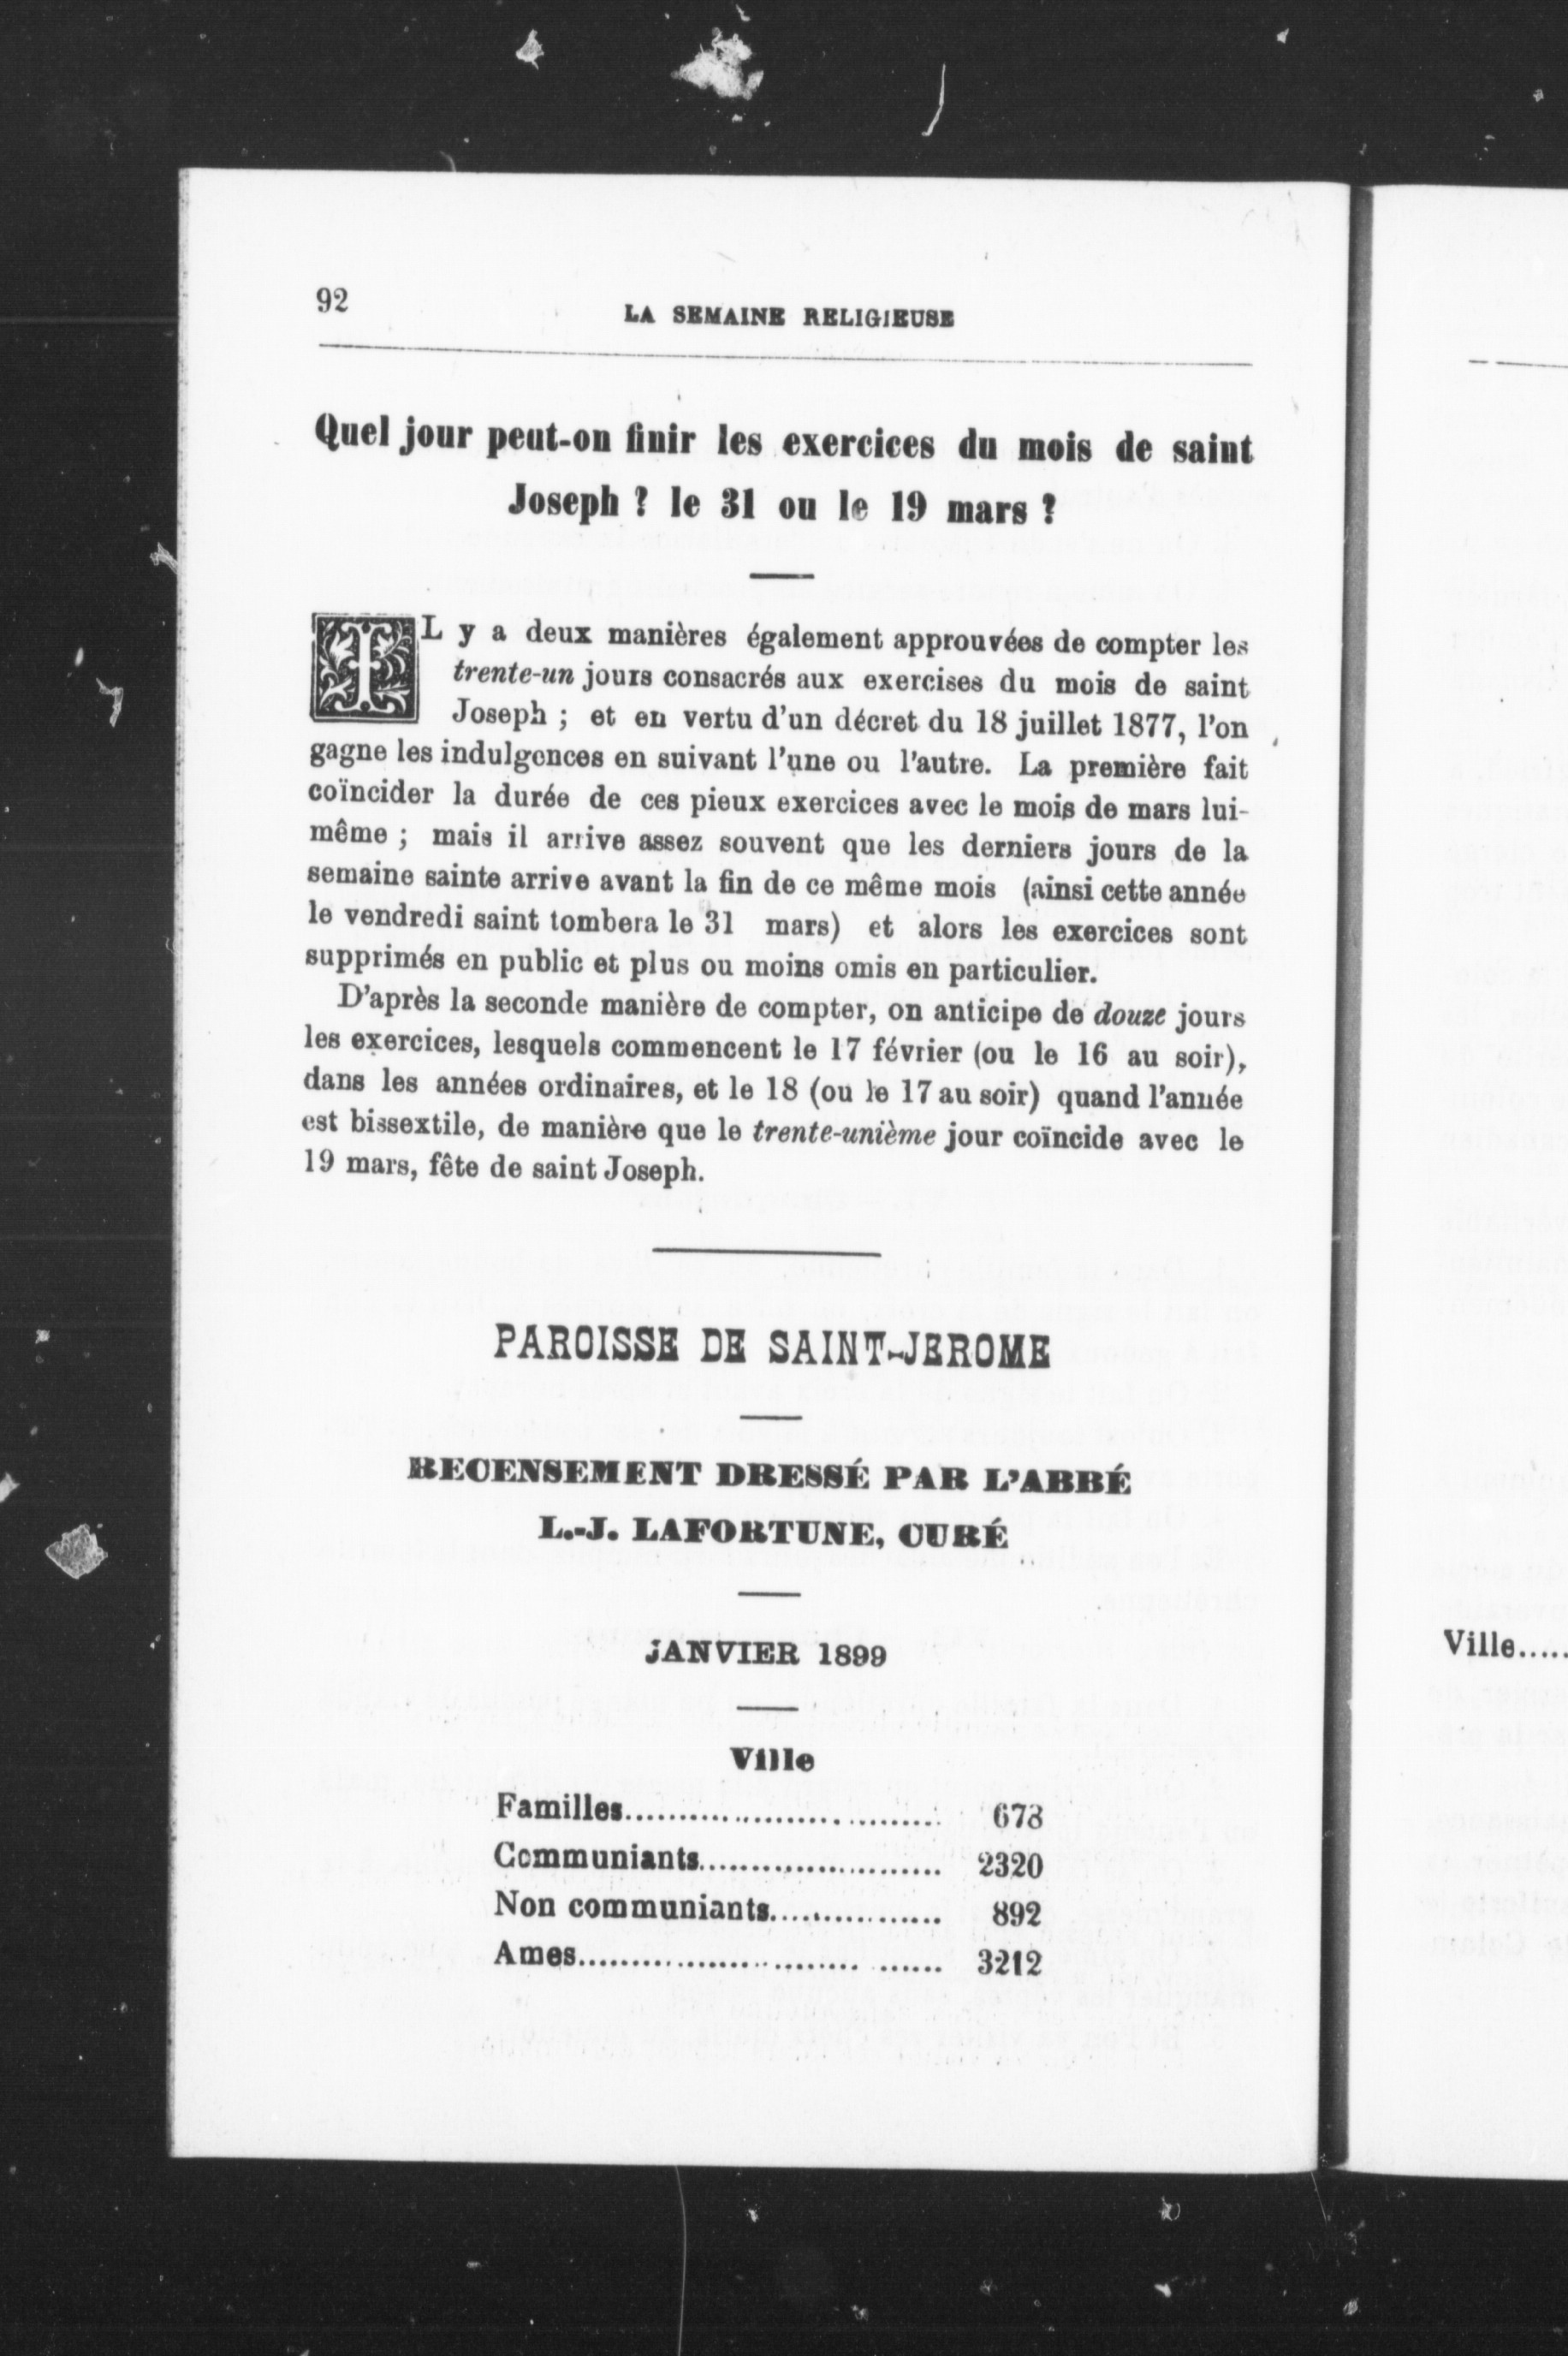 92
LA SEMAINE RELIGIEUSE
Quel jour peut-on finir les exercices du mois de saint
Joseph ? le 31 ou le 19 mars ?
IL y a deux manières également approuvées de compter les
trente-un jours consacrés aux exercises du mois de saint
Joseph ; et en vertu d'un décret du 18 juillet 1877, l'on
gagne les indulgences en suivant l'une ou l'autre. La première fait
coïncider la durée de ces pieux exercices avec le mois de mars lui-
même ; mais il arrive assez souvent que les derniers jours de la
semaine sainte arrive avant la fin de ce même mois (ainsi cette année
le vendredi saint tombera le 31 mars) et alors les exercices sont
supprimés en public et plus ou moins omis en particulier.
D'après la seconde manière de compter, on anticipe de douze jours
les exercices, lesquels commencent le 17 février (ou le 16 au soir),
dans les années ordinaires, et le 18 (ou le 17 au soir) quand l'année
est bissextile, de manière que le trente-unième jour coïncide avec le
19 mars, fête de saint Joseph.
PAROISSE DE SAINT-JEROME
RECENSEMENT DRESSÉ PAR L'ABBÉ
L.-J. LAFORTUNE, CURÉ
JANVIER 1899
Ville
Familles.................................. 673
Communiants......................... 2320
Non communiants.................. 892
Ames..................................... 3212
Ville.....